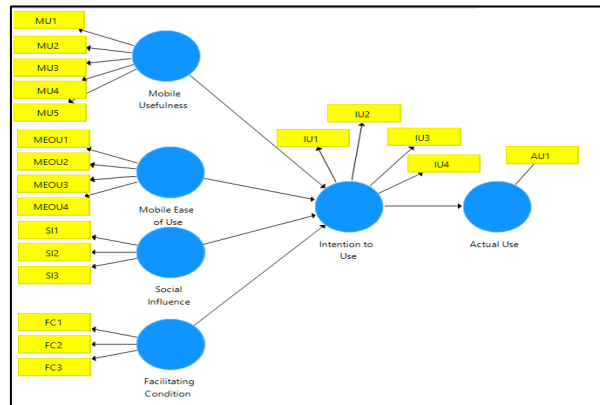 MU1
MU2
MU3
MU4
MU5
Mobile
Usefulness
MEOU1
MEOU2
MEOU3
MEOU4
Mobile Ease
of Use
SI1
SI2
SI3
Social
Influence
FC1
FC2
FC3
Facilitating
Condition
IU1
IU2
IU3
IU4
Intention to
Use
AU1
Actual Use